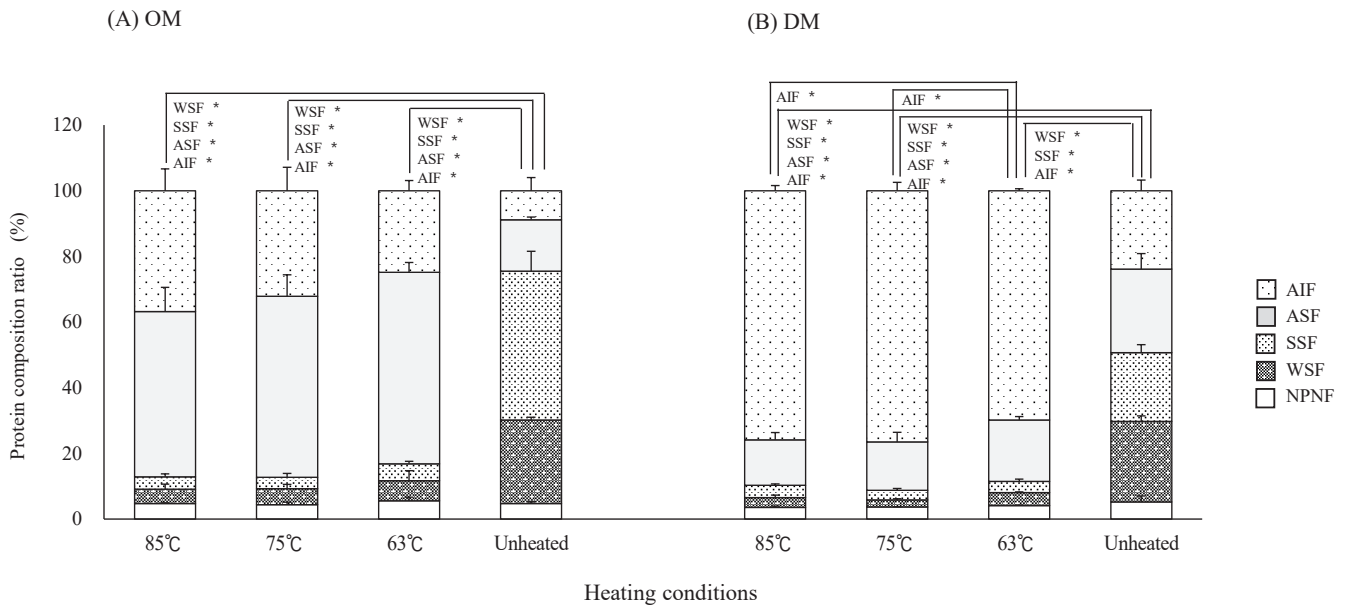 (A) OM
(B) DM
WSF *
SSF *
ASF *
AIF *
WSF *
SSF *
ASF *
AIF *
WSF *
SSF *
ASF *
AIF *
AIF *
WSF *
SSF *
ASF *
AIF *
AIF *
WSF *
SSF *
ASF *
AIF *
WSF *
SSF *
AIF *
Protein composition ratio (%)
120
100
80
60
40
20
0
85℃ 75℃ 63℃ Unheated
85℃ 75℃ 63℃ Unheated
Heating conditions
AIF
ASF
SSF
WSF
NPNF